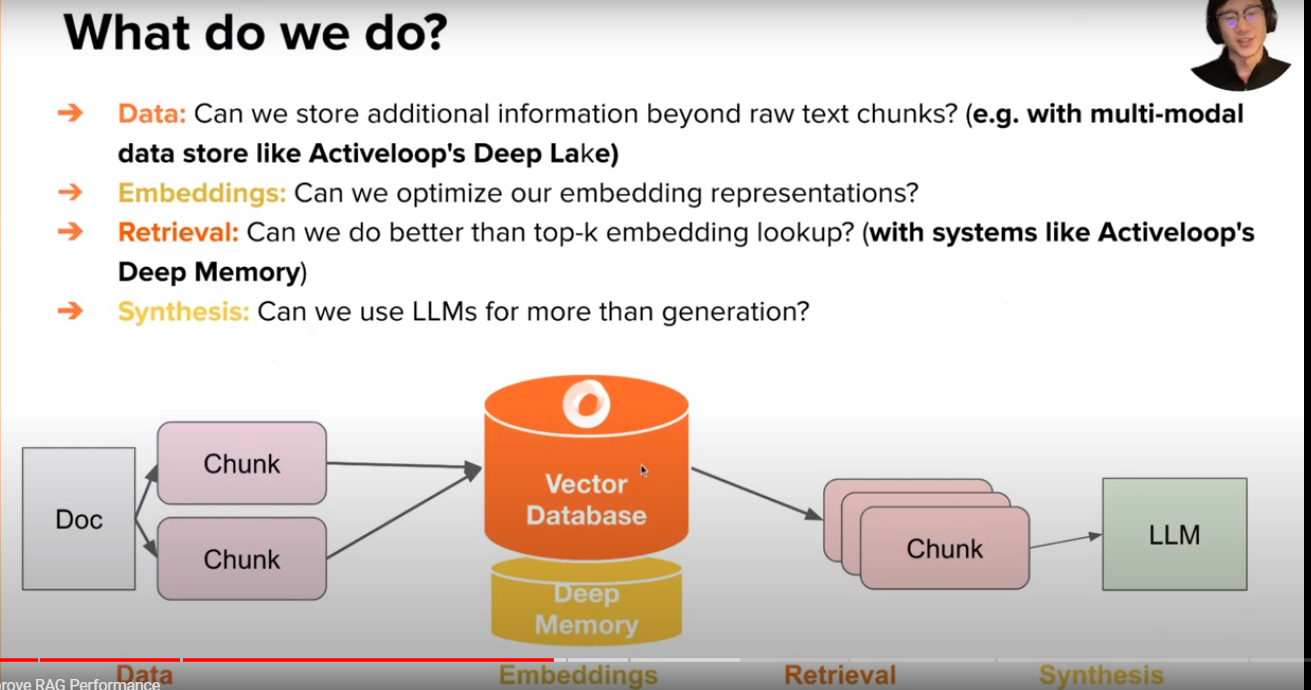 What do we do?
➔ Data: Can we store additional information beyond raw text chunks? (e.g. with multi-modal
data store like Activeloop's Deep Lake)
➔ Embeddings: Can we optimize our embedding representations?
➔ Retrieval: Can we do better than top-k embedding lookup? (with systems like Activeloop's
Deep Memory)
➔ Synthesis: Can we use LLMs for more than generation?
Doc
Chunk
Chunk
Vector
Database
Deep
Memory
Chunk
LLM
Data
Embeddings
Retrieval
Synthesis
rove RAG Performance